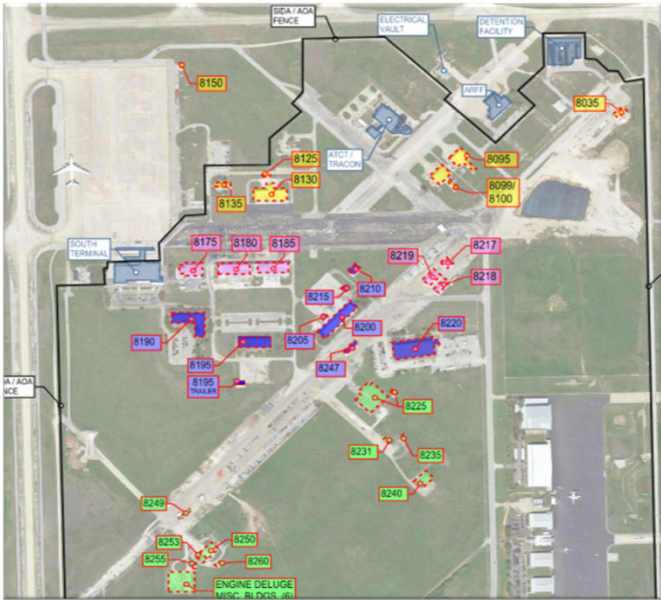 SIDA / AOA
FENCE
ELECTRICAL
VAULT
DETENTION
FACILITY
8150
ARFF
8035
ATCT /
TRACON
8125
8130
8135
8095
8099/
8100
SOUTH
TERMINAL
8175
8180
8185
8217
8219
8218
8210
8215
8205
8200
8220
8190
8195
8247
8195
TRAILER
A / AOA
NCE
8225
8231
8235
8240
8249
8250
8253
8255
8260
ENGINE DELUGE
MISC. BLDGS. (6)